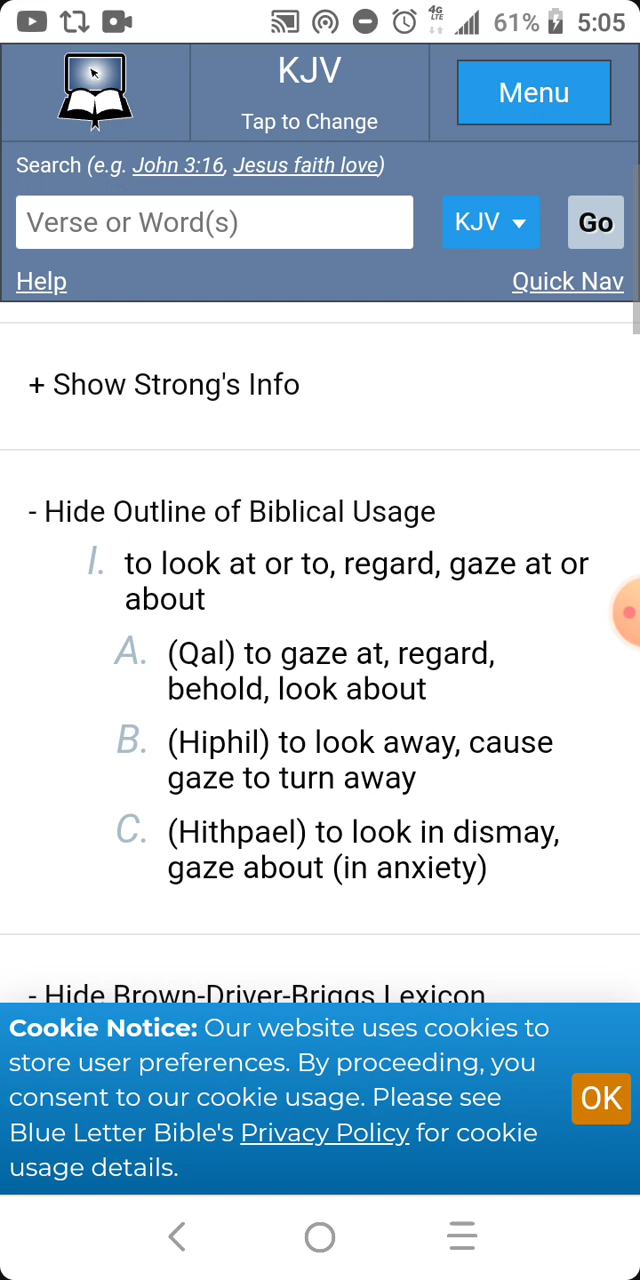 4G
LTE
61% 5:05
KJV
Tap to Change
Menu
Search (e.g. John 3:16, Jesus faith love)
Verse or Word(s)
KJV
Go
Help
Quick Nav
+ Show Strong's Info
- Hide Outline of Biblical Usage
I. to look at or to, regard, gaze at or
about
A. (Qal) to gaze at, regard,
behold, look about
B. (Hiphil) to look away, cause
gaze to turn away
C. (Hithpael) to look in dismay,
gaze about (in anxiety)
- Hide Brown-Driver-Briggs Lexicon
Cookie Notice: Our website uses cookies to
store user preferences. By proceeding, you
consent to our cookie usage. Please see
Blue Letter Bible's Privacy Policy for cookie
usage details.
OK